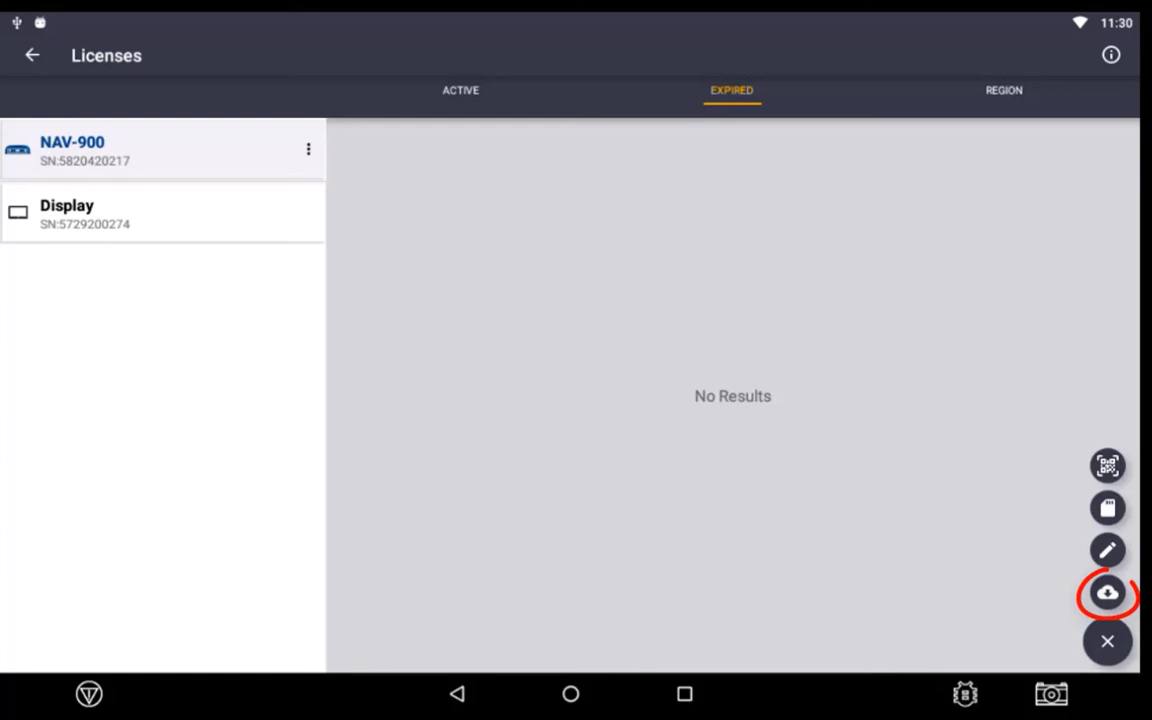 11:30
Licenses
ACTIVE EXPIRED REGION
NAV-900
SN:5820420217
Display
SN:5729200274
No Results